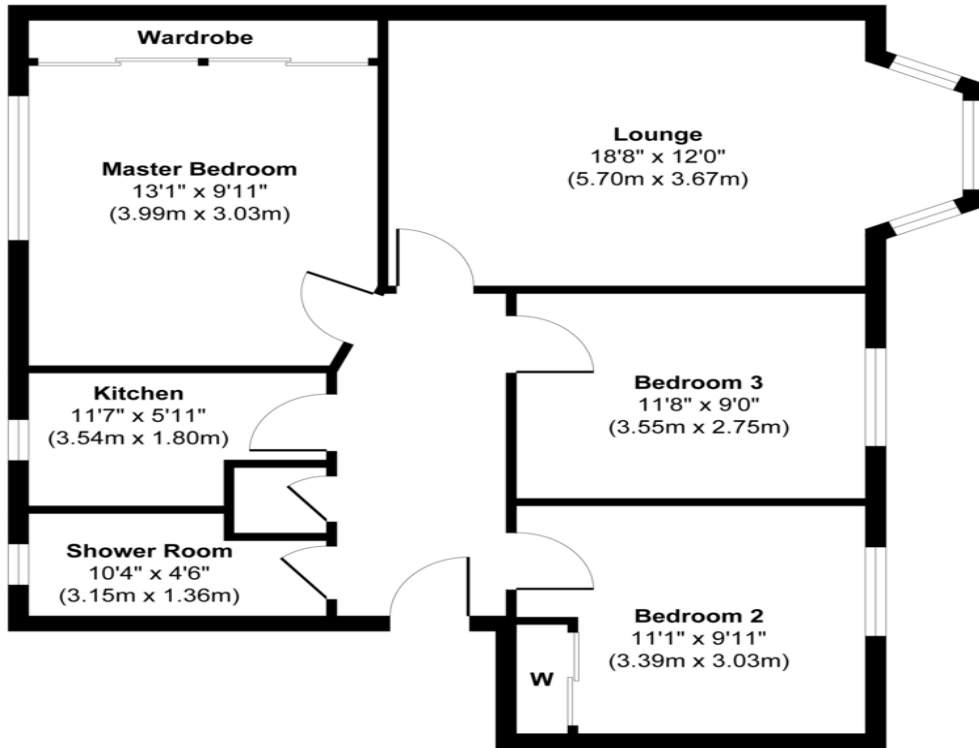 Wardrobe
Master Bedroom
13'1" x 9'11"
(3.99m x 3.03m)
Lounge
18'8" x 12'0"
(5.70m x 3.67m)
Kitchen
11'7" x 5'11"
(3.54m x 1.80m)
Bedroom 3
11'8" x 9'0"
(3.55m x 2.75m)
Shower Room
10'4" x 4'6"
(3.15m x 1.36m)
Bedroom 2
11'1" x 9'11"
(3.39m x 3.03m)
W